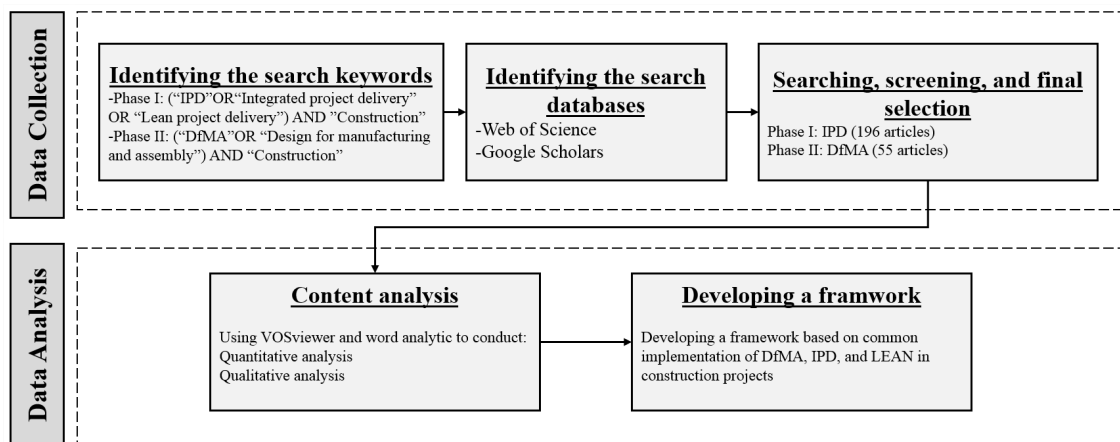 Data Collection
Identifying the search keywords
-Phase I: (“IPD”OR“Integrated project delivery”
OR “Lean project delivery”) AND ”Construction”
-Phase II: (“DfMA”OR “Design for manufacturing
and assembly”) AND “Construction”
Identifying the search
databases
-Web of Science
-Google Scholars
Searching, screening, and final
selection
Phase I: IPD (196 articles)
Phase II: DfMA (55 articles)
Data Analysis
Content analysis
Using VOSviewer and word analytic to conduct:
Quantitative analysis
Qualitative analysis
Developing a framwork
Developing a framework based on common
implementation of DfMA, IPD, and LEAN in
construction projects